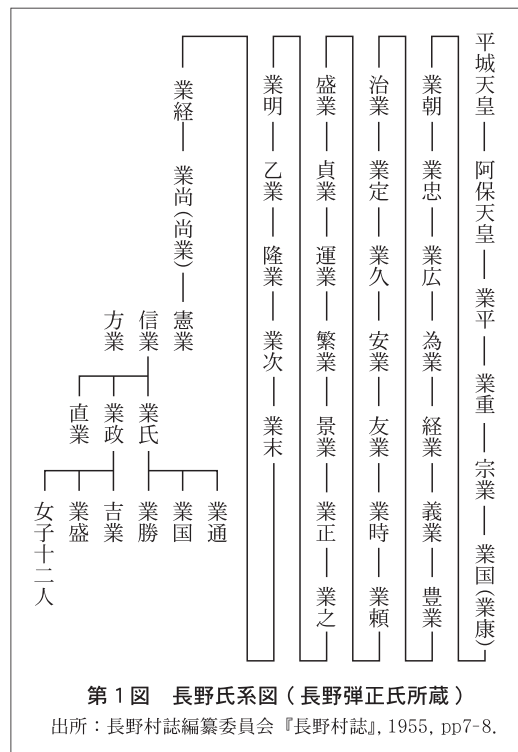 平城天皇 阿保天皇 業平 業重 宗業 業国(業康)
業朝 業忠 業広 為業 経業 義業 豊業
治業 業定 業久 安業 友業 業時 業頼
盛業 貞業 運業 繁業 景業 業正 業之
業明 乙業 隆業 業次 業末
業経 業尚(尚業) 憲業
信業
方業
業氏
業政
直業
業通
業国
業勝
吉業
業盛
女子十二人
第1図 長野氏系図(長野弾正氏所蔵)
出所:長野村誌編纂委員会『長野村誌』, 1955, pp7-8.